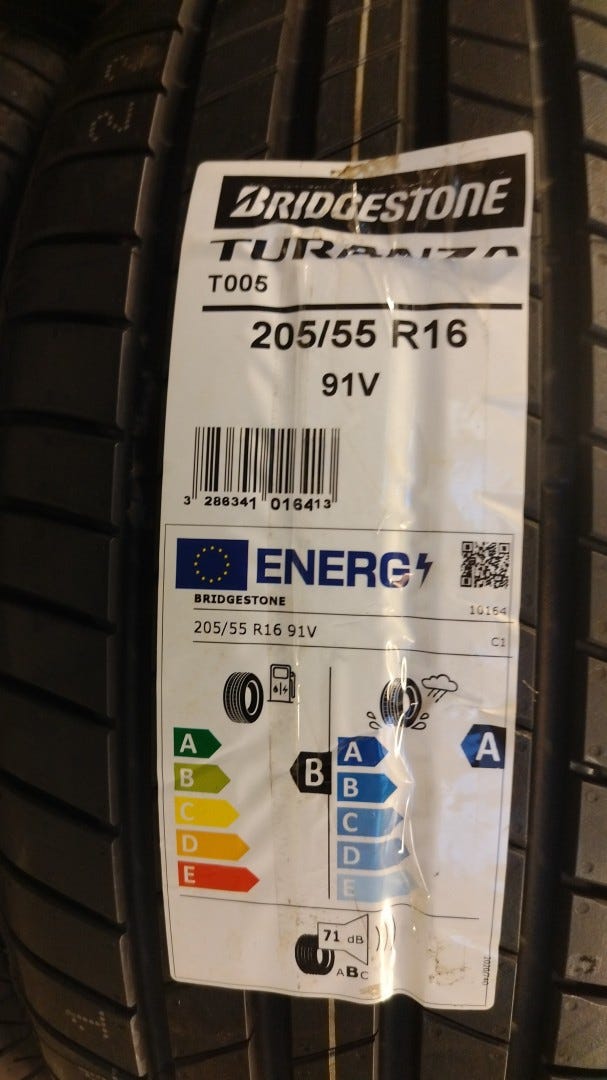 BRIDGESTONE
TURANZA
T005
205/55 R16
91V
3 286341 016413
ENERG
BRIDGESTONE
10164
205/55 R16 91V
C1
A
A
A
B
B
B
C
C
D
D
E
E
71 dB
ABC